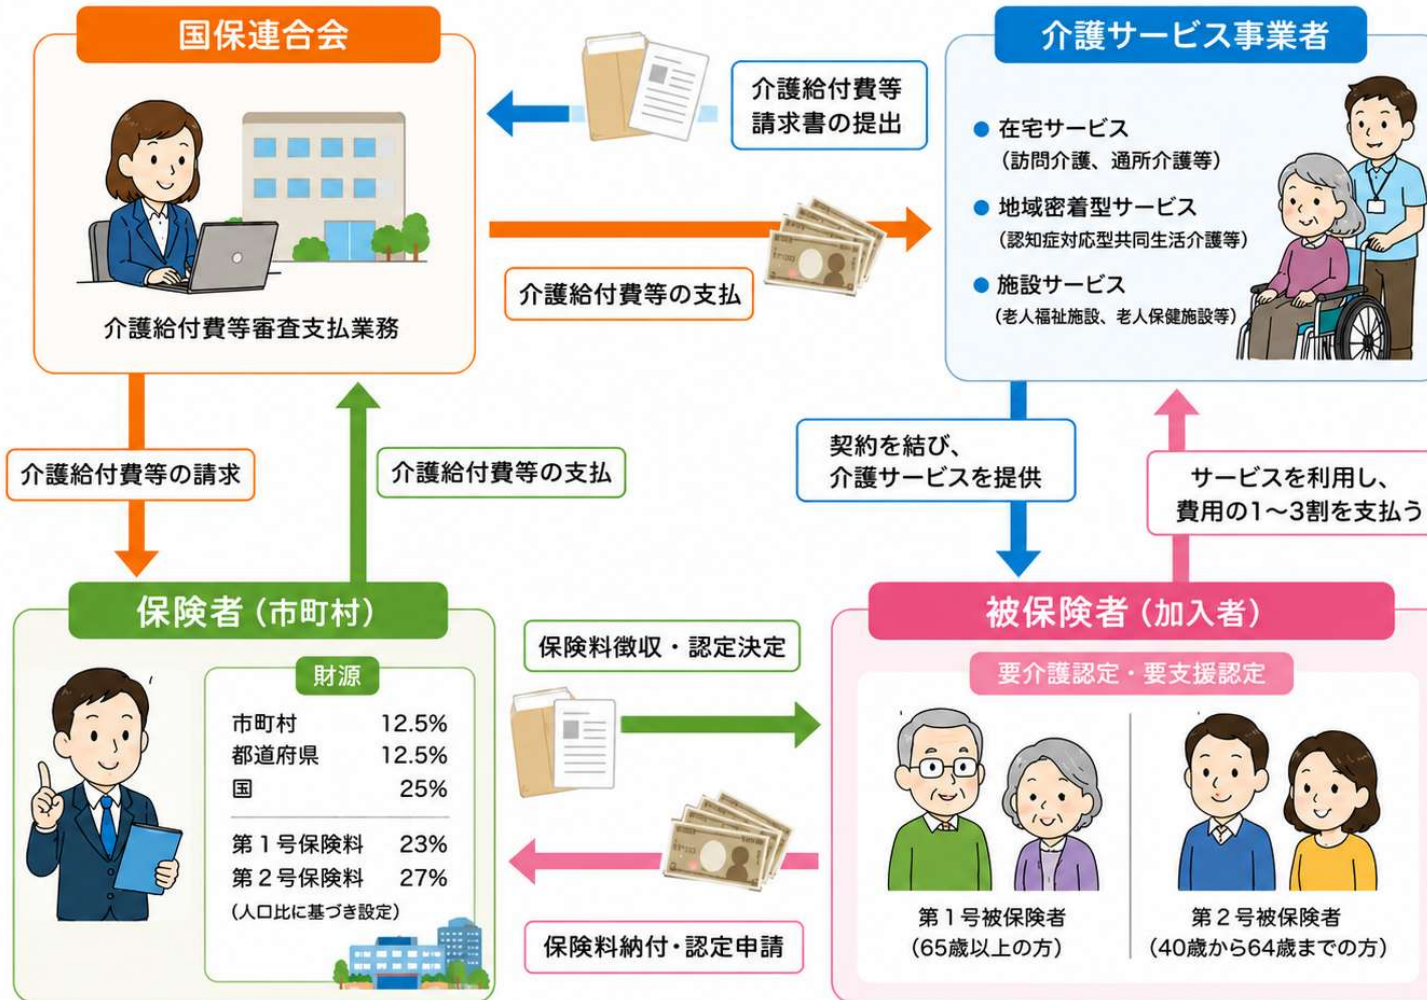 国保連合会
介護給付費等審査支払業務
介護給付費等
請求書の提出
介護給付費等の支払
介護サービス事業者
● 在宅サービス
(訪問介護、通所介護等)
● 地域密着型サービス
(認知症対応型共同生活介護等)
● 施設サービス
(老人福祉施設、老人保健施設等)
介護給付費等の請求
介護給付費等の支払
契約を結び、
介護サービスを提供
サービスを利用し、
費用の1〜3割を支払う
保険者(市町村)
財源
市町村 12.5%
都道府県 12.5%
国 25%
第1号保険料 23%
第2号保険料 27%
(人口比に基づき設定)
保険料徴収・認定決定
保険料納付・認定申請
被保険者(加入者)
要介護認定・要支援認定
第1号被保険者
(65歳以上の方)
第2号被保険者
(40歳から64歳までの方)